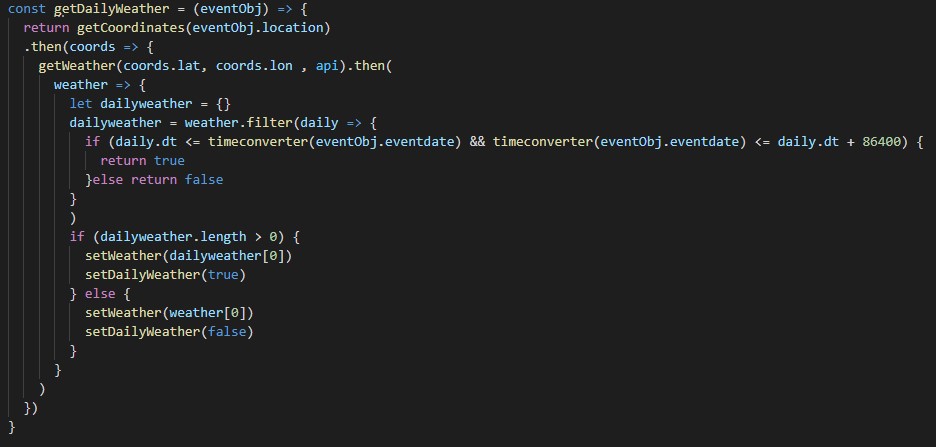 const getDailyWeather = (eventObj) => {
return getCoordinates(eventObj.location)
.then(coords => {
getWeather(coords.lat, coords.lon , api).then(
weather => {
let dailyweather = {}
dailyweather = weather.filter(daily => {
if (daily.dt <= timeconverter(eventObj.eventdate) && timeconverter(eventObj.eventdate) <= daily.dt + 86400) {
return true
}else return false
}
)
if (dailyweather.length > 0) {
setWeather(dailyweather[0])
setDailyWeather(true)
} else {
setWeather(weather[0])
setDailyWeather(false)
}
}
)
})
}